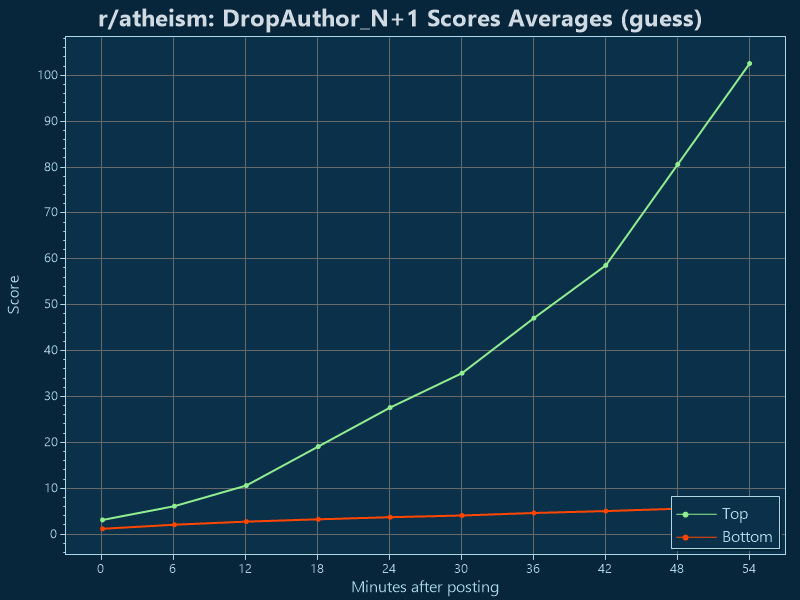 r/atheism: DropAuthor_N+1 Scores Averages (guess)
100
90
80
70
60
50
40
30
20
10
0
Score
0 6 12 18 24 30 36 42 48 54
Minutes after posting
Top
Bottom